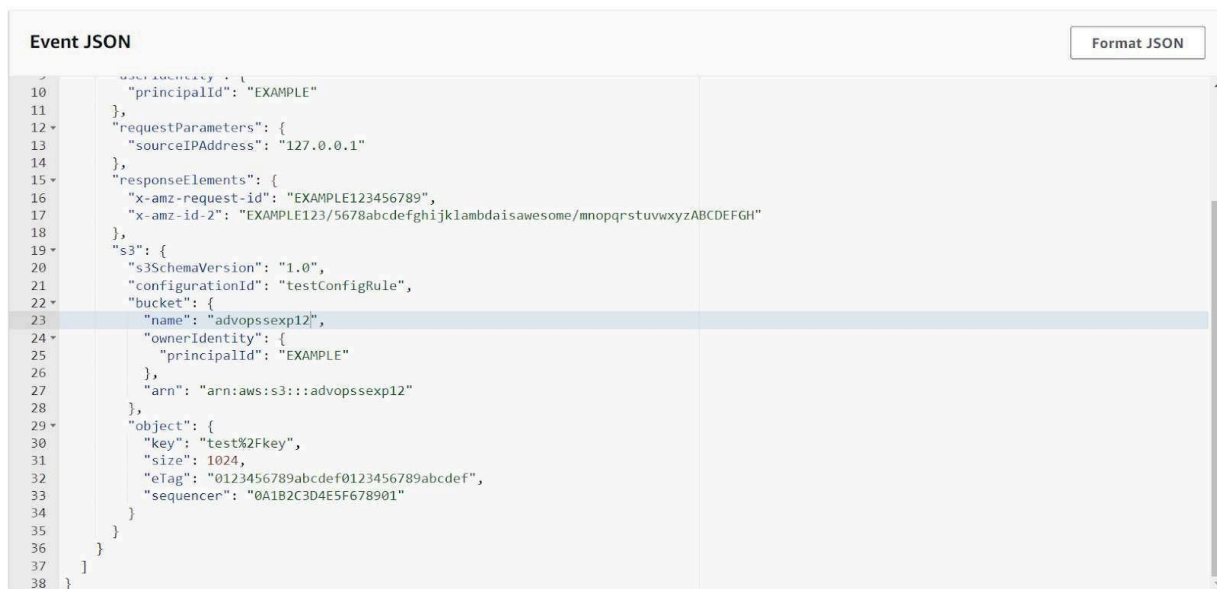 Event JSON
Format JSON
9 "userIdentity": {
10 "principalId": "EXAMPLE"
11 },
12 "requestParameters": {
13 "sourceIPAddress": "127.0.0.1"
14 },
15 "responseElements": {
16 "x-amz-request-id": "EXAMPLE123456789",
17 "x-amz-id-2": "EXAMPLE123/5678abcdefghijklambdaisawesome/mnopqrstuvwxyzABCDEFGH"
18 },
19 "s3": {
20 "s3SchemaVersion": "1.0",
21 "configurationId": "testConfigRule",
22 "bucket": {
23 "name": "advopssexp12",
24 "ownerIdentity": {
25 "principalId": "EXAMPLE"
26 },
27 "arn": "arn:aws:s3:::advopssexp12"
28 },
29 "object": {
30 "key": "test%2Fkey",
31 "size": 1024,
32 "eTag": "0123456789abcdef0123456789abcdef",
33 "sequencer": "0A1B2C3D4E5F678901"
34 }
35 }
36 }
37 ]
38 }